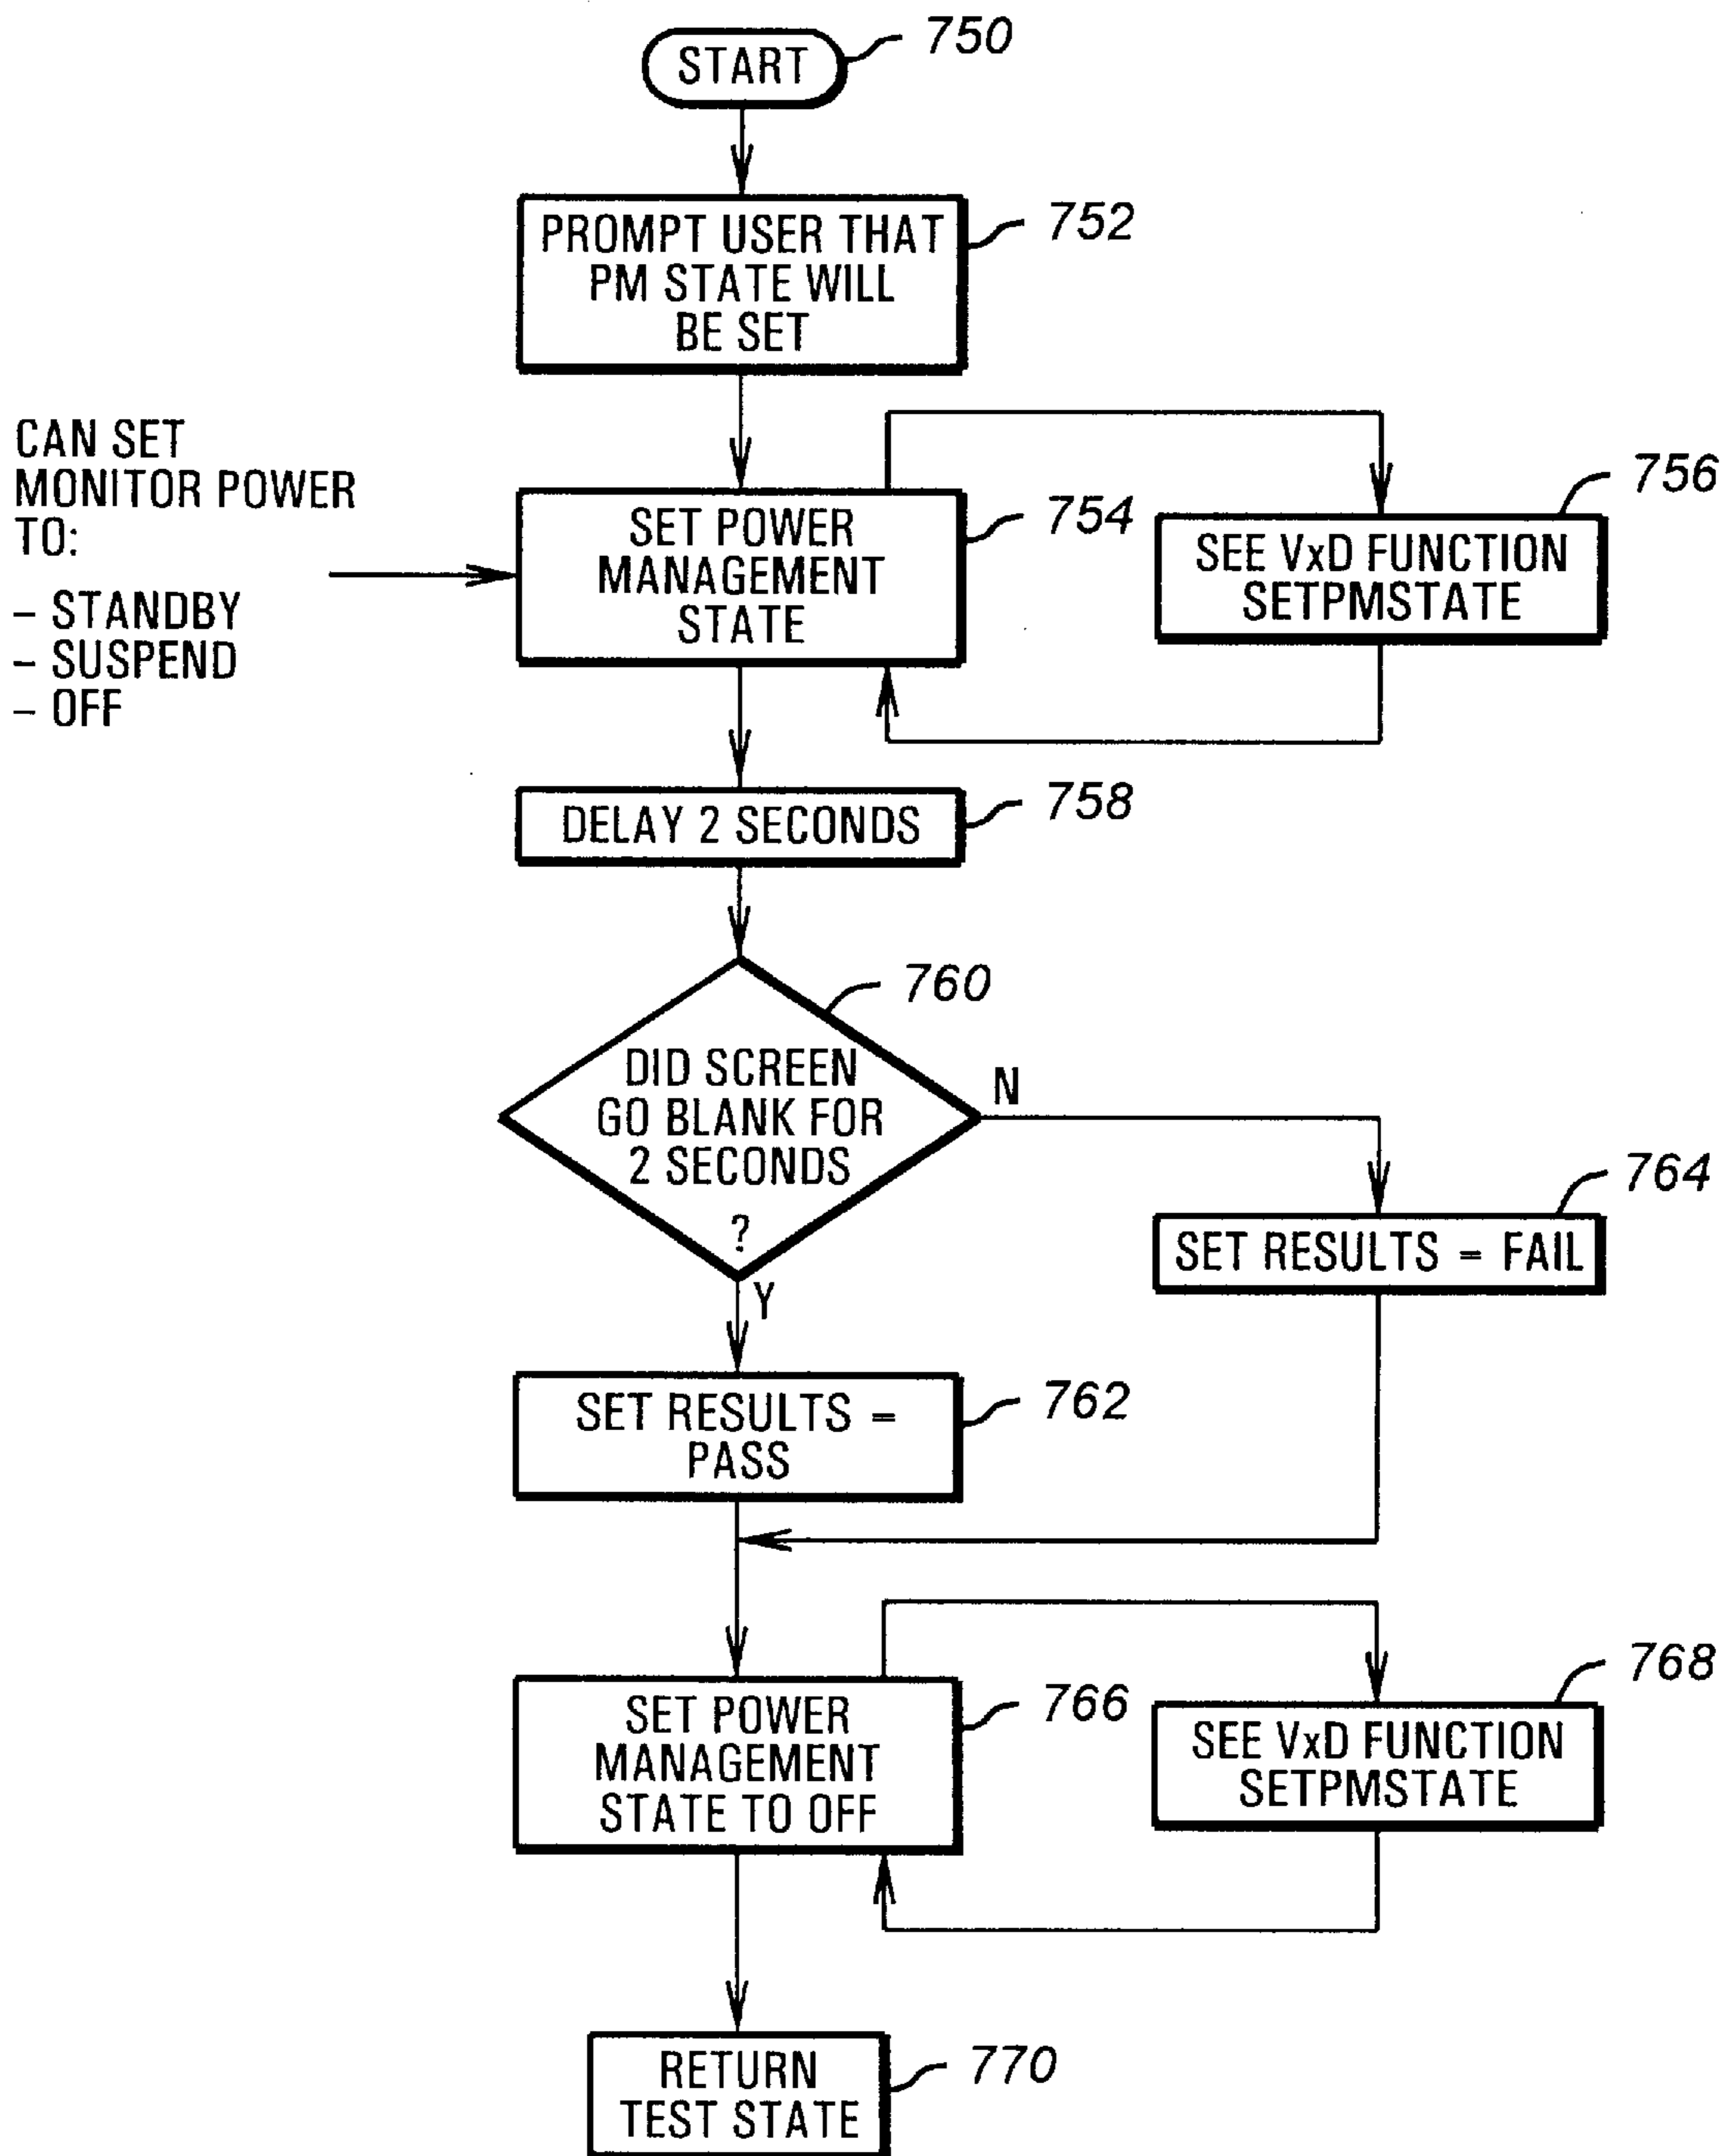 START
750
PROMPT USER THAT
PM STATE WILL
BE SET
752
CAN SET
MONITOR POWER
TO:
– STANDBY
– SUSPEND
– OFF
SET POWER
MANAGEMENT
STATE
754
SEE VxD FUNCTION
SETPMSTATE
756
DELAY 2 SECONDS
758
DID SCREEN
GO BLANK FOR
2 SECONDS
?
760
N
Y
SET RESULTS = FAIL
764
SET RESULTS =
PASS
762
SET POWER
MANAGEMENT
STATE TO OFF
766
SEE VxD FUNCTION
SETPMSTATE
768
RETURN
TEST STATE
770